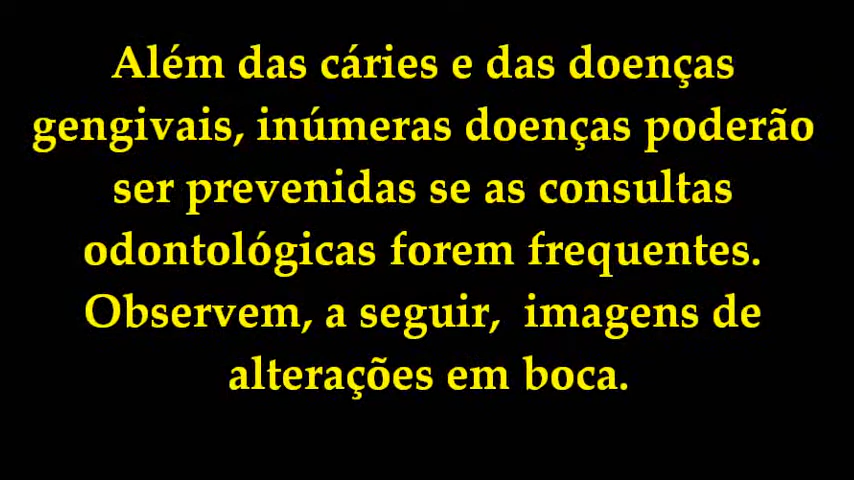 Além das cáries e das doenças
gengivais, inúmeras doenças poderão
ser prevenidas se as consultas
odontológicas forem frequentes.
Observem, a seguir,  imagens de
alterações em boca.